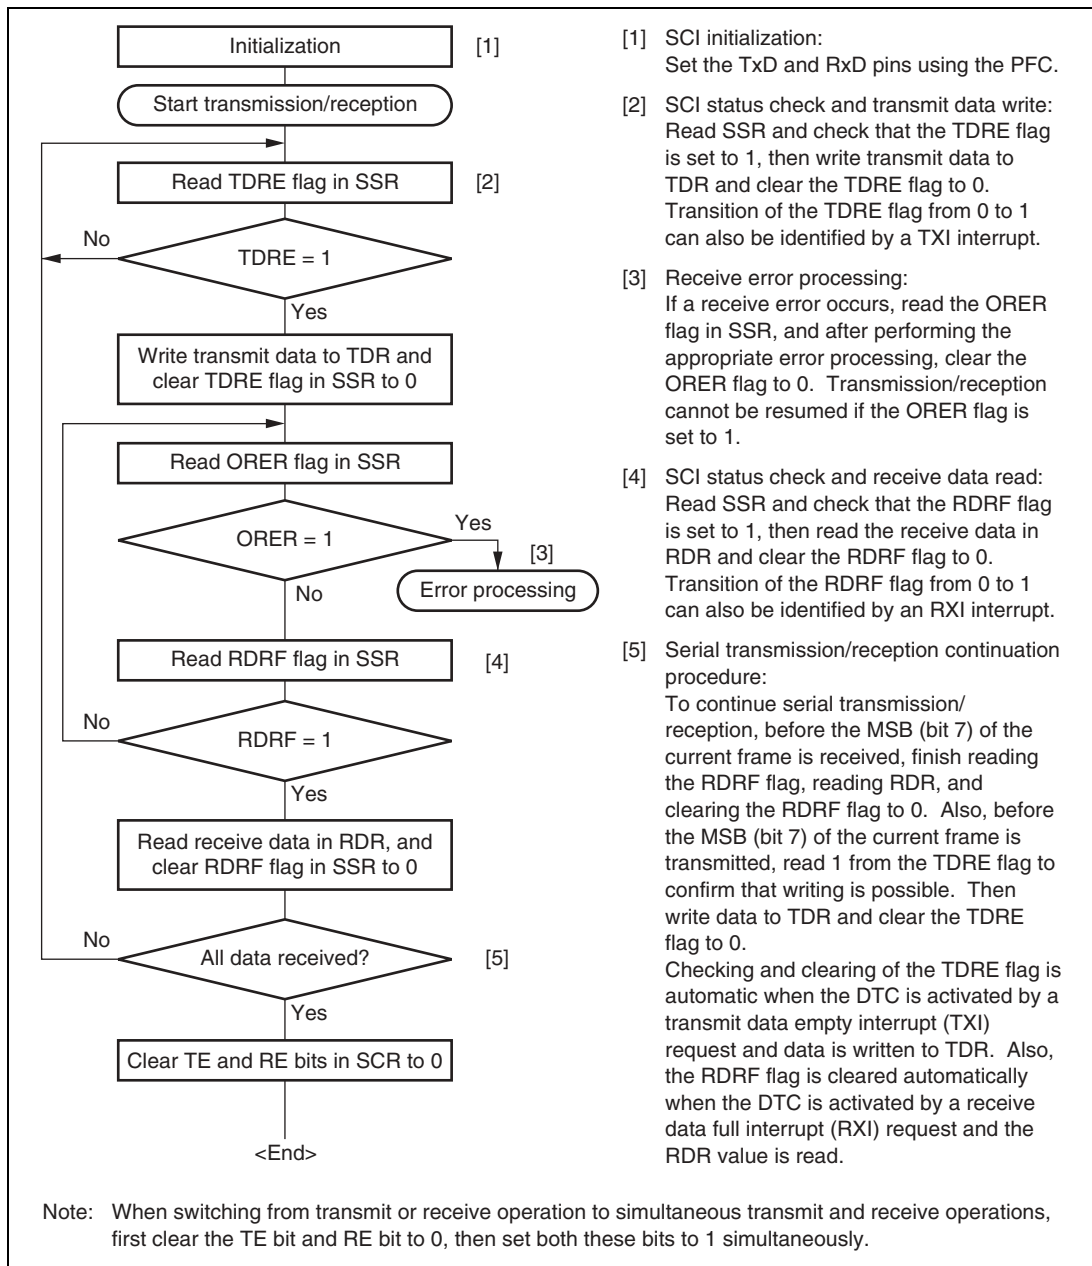 Initialization [1]
Start transmission/reception
Read TDRE flag in SSR [2]
No
TDRE = 1
Yes
Write transmit data to TDR and
clear TDRE flag in SSR to 0
Read ORER flag in SSR
Yes
ORER = 1
[3]
Error processing
No
Read RDRF flag in SSR [4]
No
RDRF = 1
Yes
Read receive data in RDR, and
clear RDRF flag in SSR to 0
No
All data received? [5]
Yes
Clear TE and RE bits in SCR to 0
<End>
[1] SCI initialization:
Set the TxD and RxD pins using the PFC.
[2] SCI status check and transmit data write:
Read SSR and check that the TDRE flag
is set to 1, then write transmit data to
TDR and clear the TDRE flag to 0.
Transition of the TDRE flag from 0 to 1
can also be identified by a TXI interrupt.
[3] Receive error processing:
If a receive error occurs, read the ORER
flag in SSR, and after performing the
appropriate error processing, clear the
ORER flag to 0. Transmission/reception
cannot be resumed if the ORER flag is
set to 1.
[4] SCI status check and receive data read:
Read SSR and check that the RDRF flag
is set to 1, then read the receive data in
RDR and clear the RDRF flag to 0.
Transition of the RDRF flag from 0 to 1
can also be identified by an RXI interrupt.
[5] Serial transmission/reception continuation
procedure:
To continue serial transmission/
reception, before the MSB (bit 7) of the
current frame is received, finish reading
the RDRF flag, reading RDR, and
clearing the RDRF flag to 0. Also, before
the MSB (bit 7) of the current frame is
transmitted, read 1 from the TDRE flag to
confirm that writing is possible. Then
write data to TDR and clear the TDRE
flag to 0.
Checking and clearing of the TDRE flag is
automatic when the DTC is activated by a
transmit data empty interrupt (TXI)
request and data is written to TDR. Also,
the RDRF flag is cleared automatically
when the DTC is activated by a receive
data full interrupt (RXI) request and the
RDR value is read.
Note: When switching from transmit or receive operation to simultaneous transmit and receive operations,
first clear the TE bit and RE bit to 0, then set both these bits to 1 simultaneously.